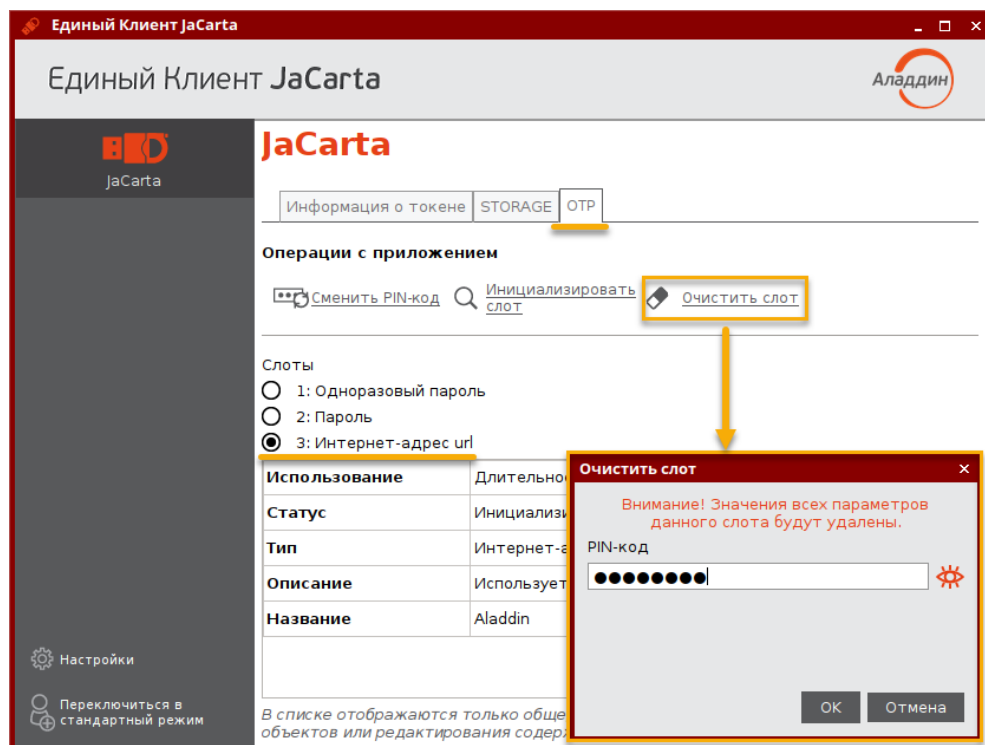 Единый Клиент JaCarta
Единый Клиент JaCarta
Аладдин
JaCarta
JaCarta
Информация о токене STORAGE OTP
Операции с приложением
Сменить PIN-код
Инициализировать
слот
Очистить слот
Слоты
1: Одноразовый пароль
2: Пароль
3: Интернет-адрес url
Использование
Статус
Тип
Описание Использует
Название Aladdin
В списке отображаются только
объектов или редактирования
Очистить слот
Внимание! Значения всех параметров
данного слота будут удалены.
PIN-код
ОК Отмена
Настройки
Переключиться в
стандартный режим